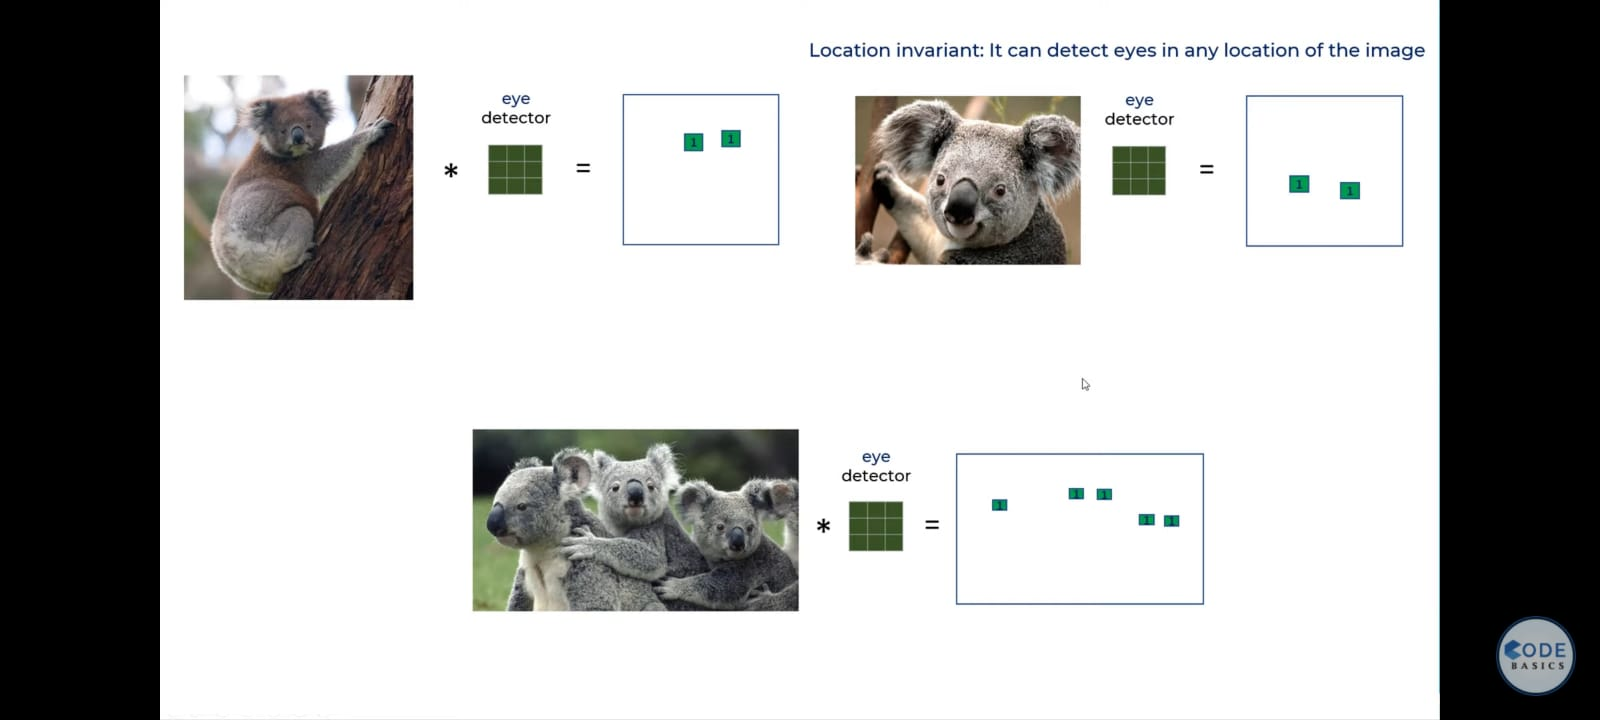 Location invariant: It can detect eyes in any location of the image
eye
detector
*
=
1
1
eye
detector
=
1
1
eye
detector
*
=
1
1
1
1
1
CODE
BASICS